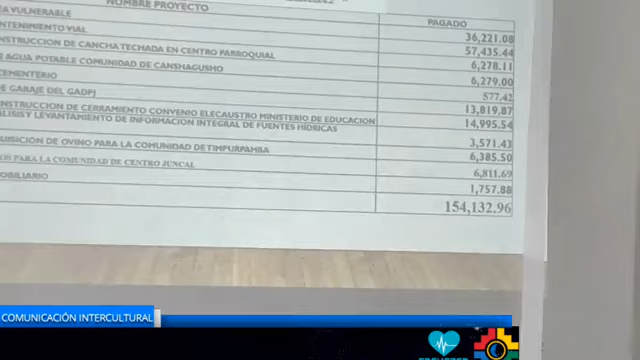 NOMBRE PROYECTO
PAGADO
EA VULNERABLE 36,221.08
NTENIMIENTO VIAL 57,435.44
NSTRUCCION DE CANCHA TECHADA EN CENTRO PARROQUIAL 6,278.11
E AGUA POTABLE COMUNIDAD DE CANSHAGUSHO 6,279.00
CEMENTERIO 577.42
E GARAJE DEL GADPJ 13,819.87
ONSTRUCCION DE CERRAMIENTO CONVENIO ELECAUSTRO MINISTERIO DE EDUCACION 14,995.54
ALISIS Y LEVANTAMIENTO DE INFORMACION INTEGRAL DE FUENTES HIDRICAS 3,571.43
UISICION DE OVINO PARA LA COMUNIDAD DE TIMPURPAMBA 6,385.50
PARA LA COMUNIDAD DE CENTRO JUNCAL 6,811.69
OBILIARIO 1,757.88
154,132.96
COMUNICACIÓN INTERCULTURAL